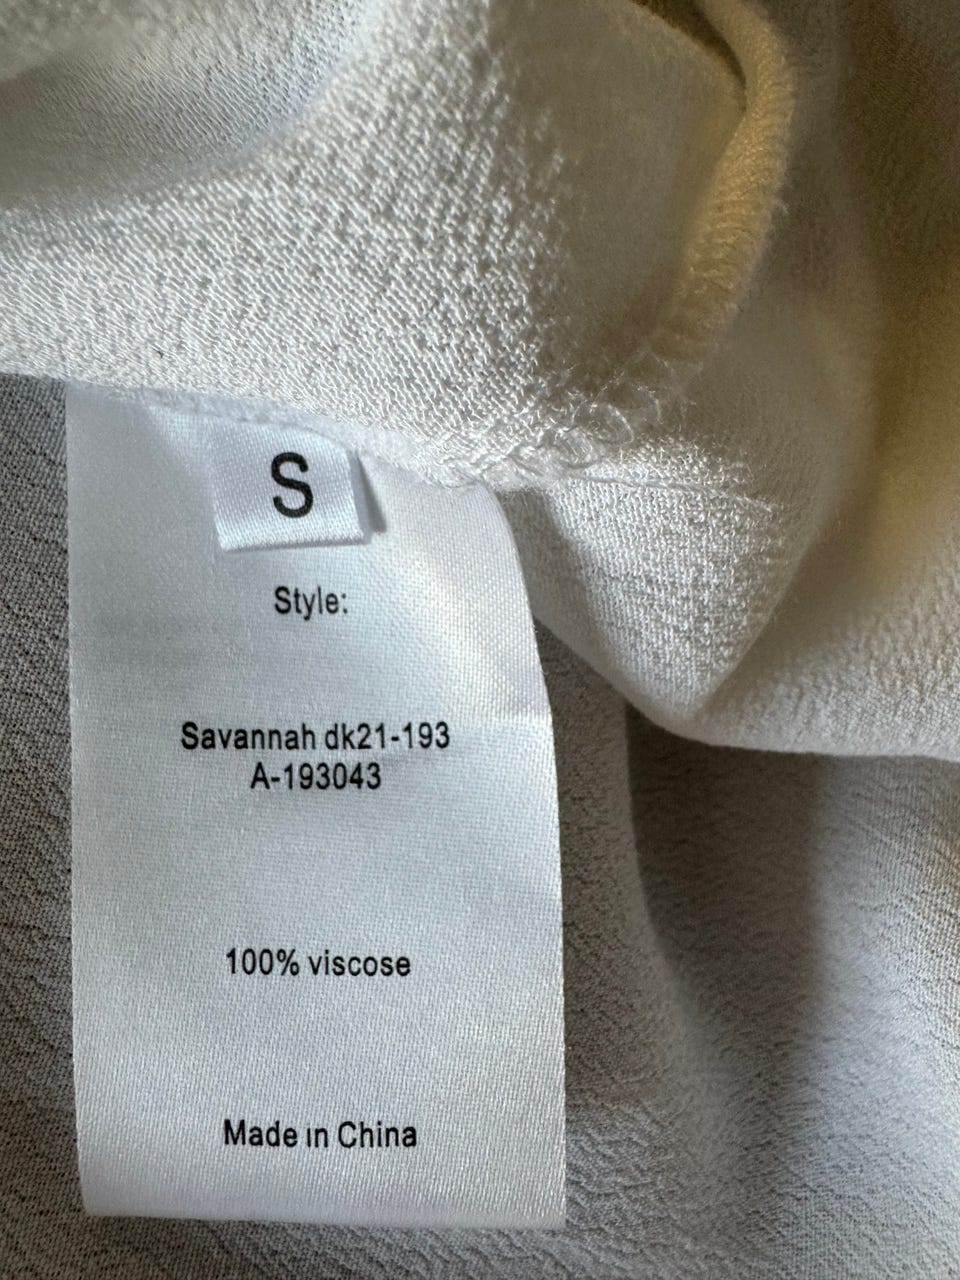 S
Style:
Savannah dk21-193
A-193043
100% viscose
Made in China